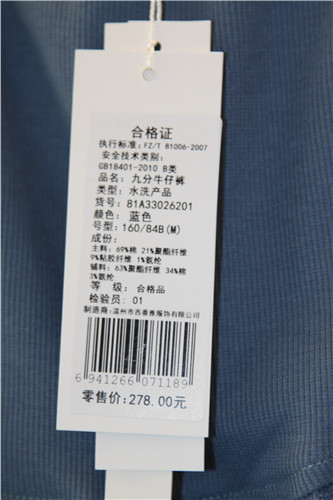 合格证
执行标准: FZ/T 81006-2007
安全技术类别:
GB18401-2010 B类
品名: 九分牛仔裤
类型: 水洗产品
货号: 81A33026201
颜色: 蓝色
号型: 160/84B(M)
成份:
主料: 69%棉 21%聚酯纤维
9%粘胶纤维 1%氨纶
辅料: 63%聚酯纤维 34%棉
3%氨纶
等 级: 合格品
检验员: 01
制造商:温州市西蔷雅服饰有限公司
6 941266 071189
零售价:278.00元